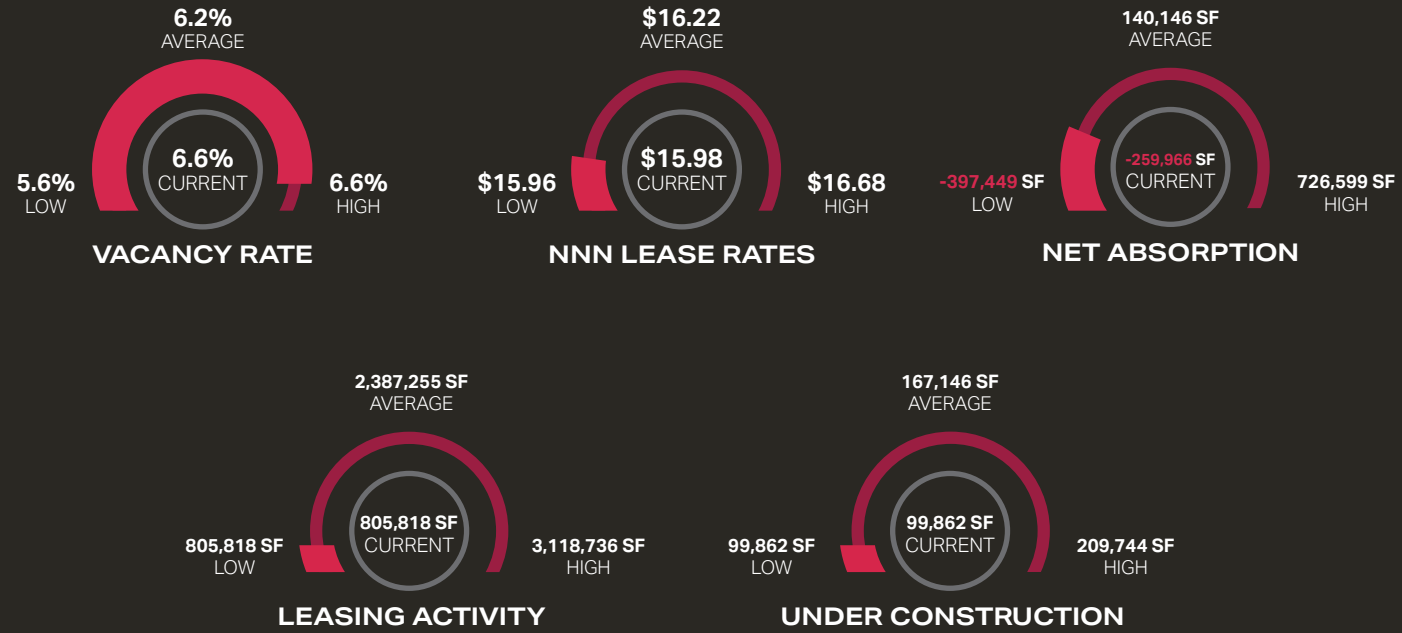 6.2%
AVERAGE
6.6%
CURRENT
5.6%
LOW
6.6%
HIGH
VACANCY RATE
$16.22
AVERAGE
$15.98
CURRENT
$15.96
LOW
$16.68
HIGH
NNN LEASE RATES
140,146 SF
AVERAGE
-259,966 SF
CURRENT
-397,449 SF
LOW
726,599 SF
HIGH
NET ABSORPTION
2,387,255 SF
AVERAGE
805,818 SF
CURRENT
805,818 SF
LOW
3,118,736 SF
HIGH
LEASING ACTIVITY
167,146 SF
AVERAGE
99,862 SF
CURRENT
99,862 SF
LOW
209,744 SF
HIGH
UNDER CONSTRUCTION